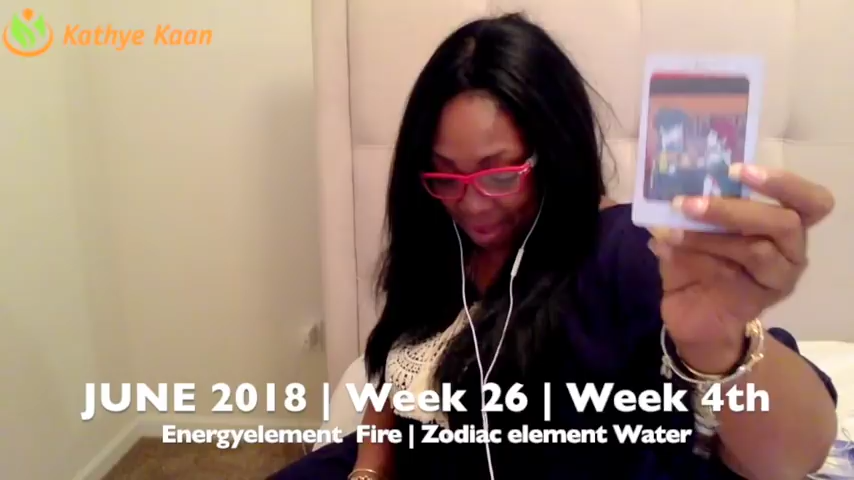 Kathye Kaan
JUNE 2018 | Week 26 | Week 4th
Energyelement Fire | Zodiac element Water